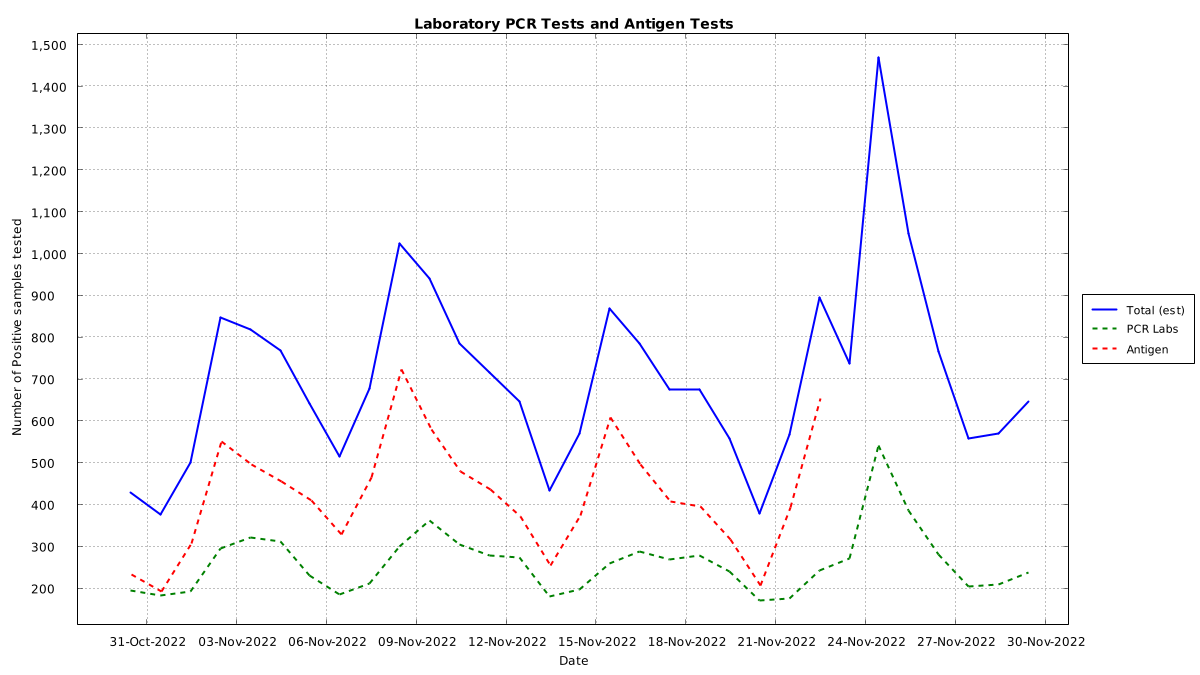 Laboratory PCR Tests and Antigen Tests
Number of Positive samples tested
1,500
1,400
1,300
1,200
1,100
1,000
900
800
700
600
500
400
300
200
31-Oct-2022 03-Nov-2022 06-Nov-2022 09-Nov-2022 12-Nov-2022 15-Nov-2022 18-Nov-2022 21-Nov-2022 24-Nov-2022 27-Nov-2022 30-Nov-2022
Date
Total (est)
PCR Labs
Antigen